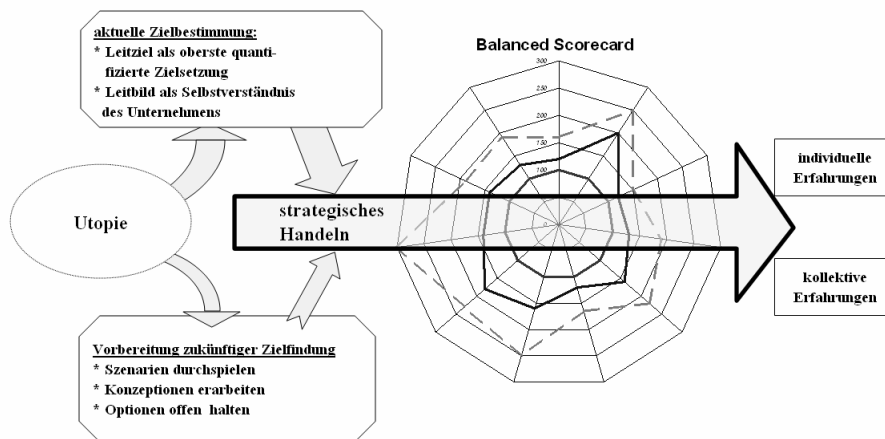 aktuelle Zielbestimmung:
* Leitziel als oberste quanti-
fizierte Zielsetzung
* Leitbild als Selbstverständnis
des Unternehmens
Balanced Scorecard
300
250
200
150
100
0
Utopie
strategisches
Handeln
individuelle
Erfahrungen
kollektive
Erfahrungen
Vorbereitung zukünftiger Zielfindung
* Szenarien durchspielen
* Konzeptionen erarbeiten
* Optionen offen halten